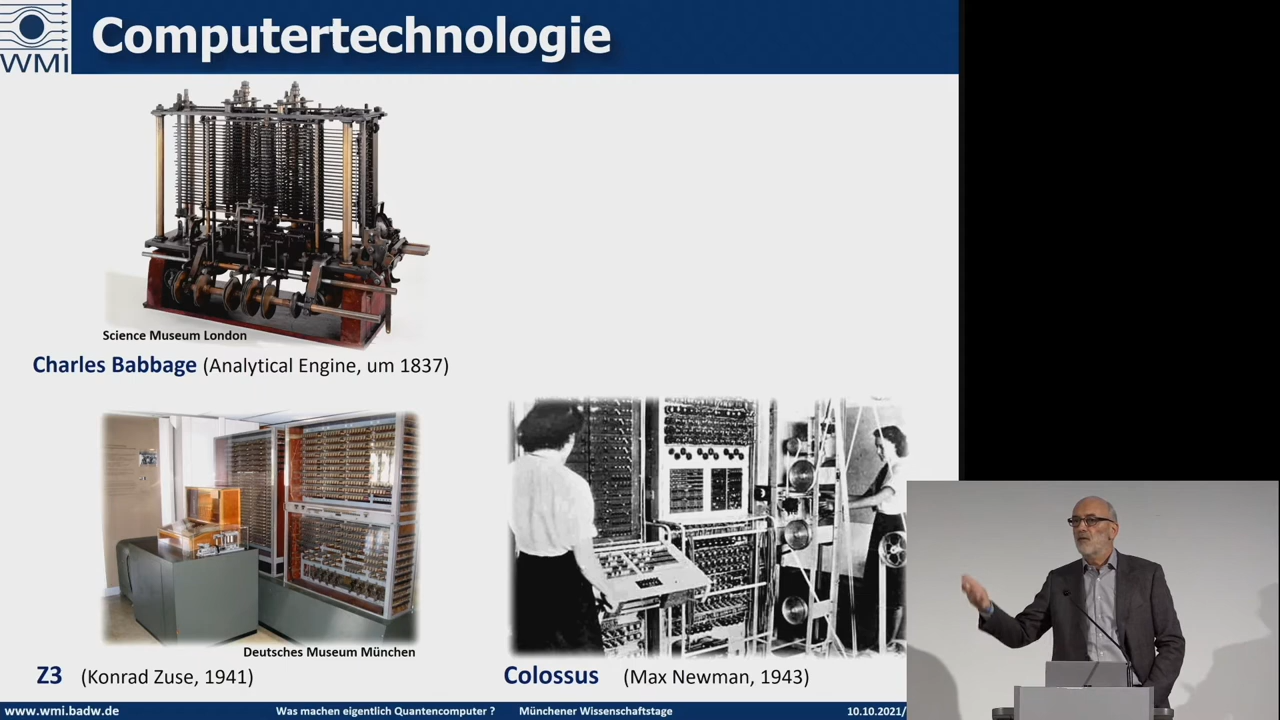 WMI
Computertechnologie
Science Museum London
Charles Babbage (Analytical Engine, um 1837)
Deutsches Museum München
Z3 (Konrad Zuse, 1941)
Colossus (Max Newman, 1943)
www.wmi.badw.de Was machen eigentlich Quantencomputer ? Münchener Wissenschaftstage 10.10.2021/